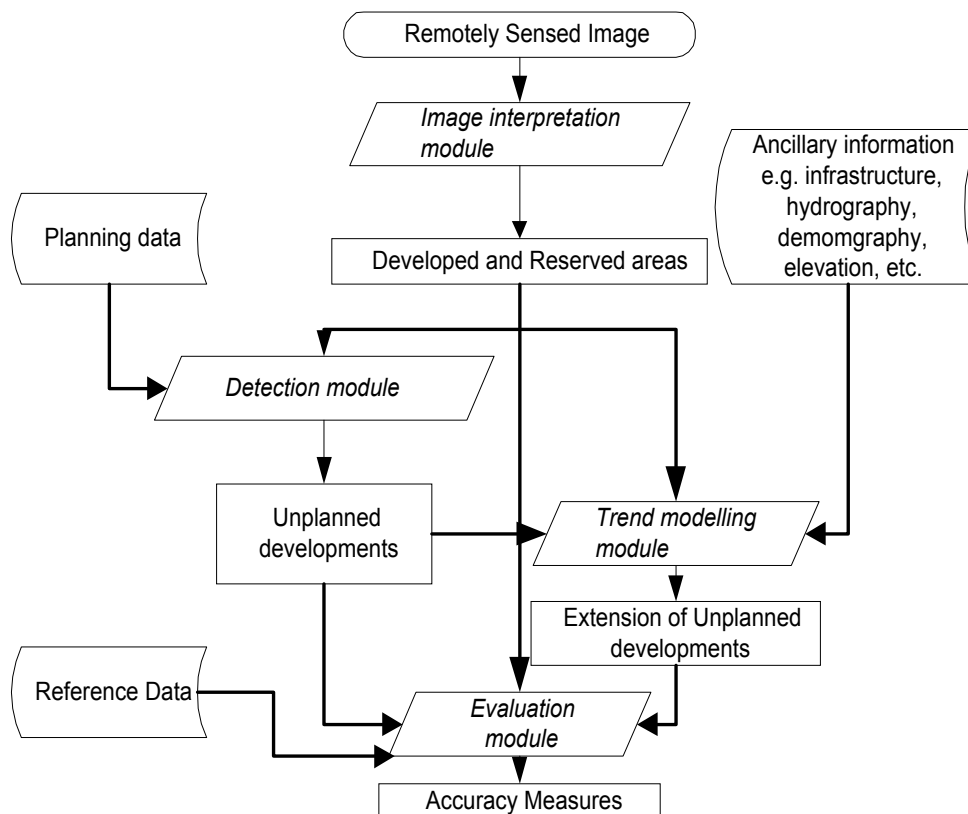 Remotely Sensed Image
Image interpretation
module
Ancillary information
e.g. infrastructure,
hydrography,
demomgraphy,
elevation, etc.
Planning data
Developed and Reserved areas
Detection module
Unplanned
developments
Trend modelling
module
Extension of Unplanned
developments
Reference Data
Evaluation
module
Accuracy Measures